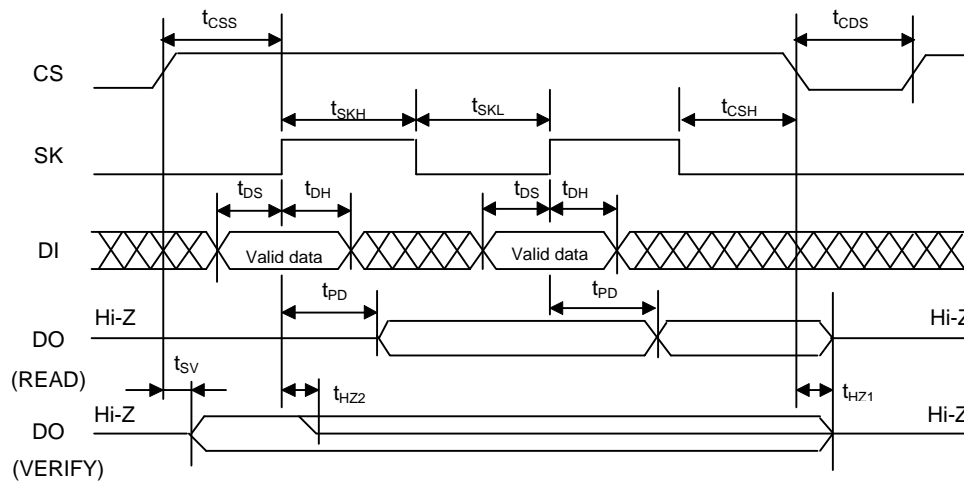 tCSS
tCDS
CS
tSKH
tSKL
tCSH
SK
tDS
tDH
tDS
tDH
DI
Valid data
Valid data
tPD
tPD
Hi-Z
Hi-Z
DO
(READ)
tSV
tHZ2
tHZ1
Hi-Z
Hi-Z
DO
(VERIFY)